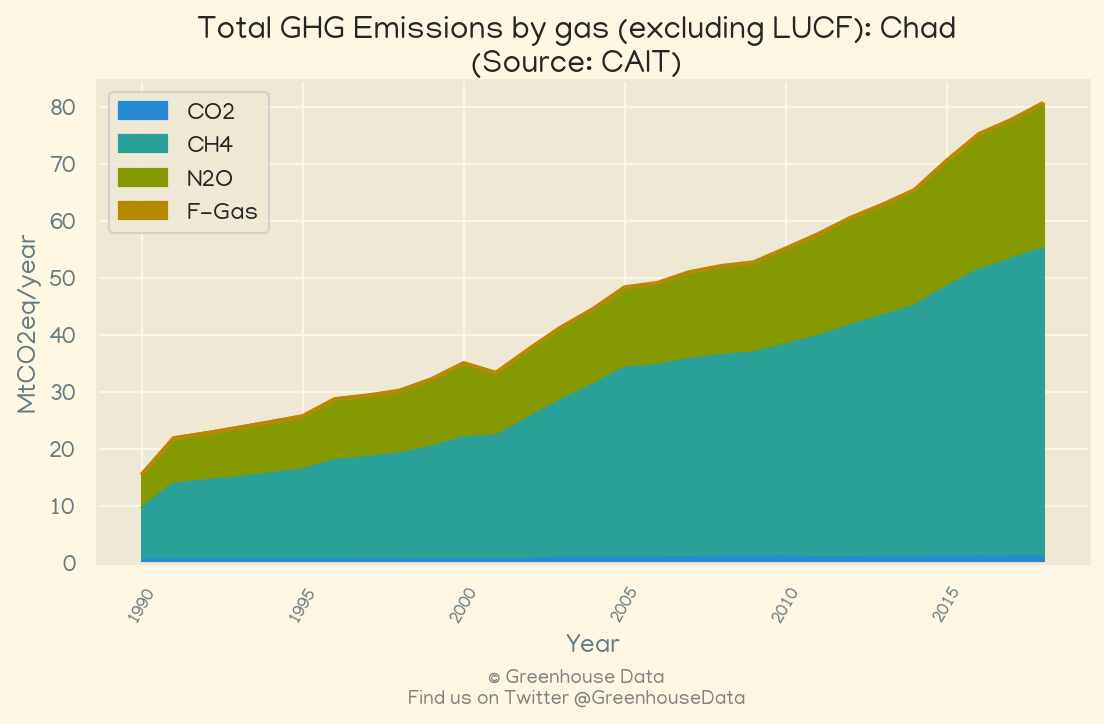 Total GHG Emissions by gas (excluding LUCF): Chad
(Source: CAIT)
CO2
CH4
N2O
F-Gas
MtCO2eq/year
80
70
60
50
40
30
20
10
0
1990
1995
2000
2005
2010
2015
Year
© Greenhouse Data
Find us on Twitter @GreenhouseData